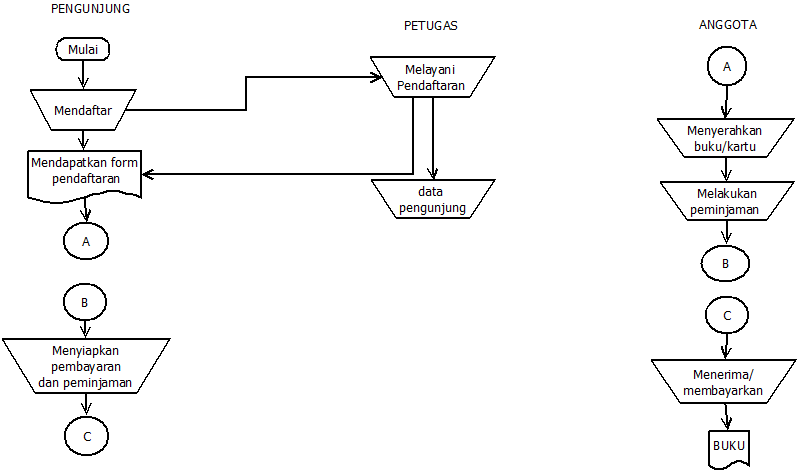 PENGUNJUNG
Mulai
Mendaftar
Mendapatkan form
pendaftaran
A
B
Menyiapkan
pembayaran
dan peminjaman
C
PETUGAS
Melayani
Pendaftaran
data
pengunjung
ANGGOTA
A
Menyerahkan
buku/kartu
Melakukan
peminjaman
B
C
Menerima/
membayarkan
BUKU